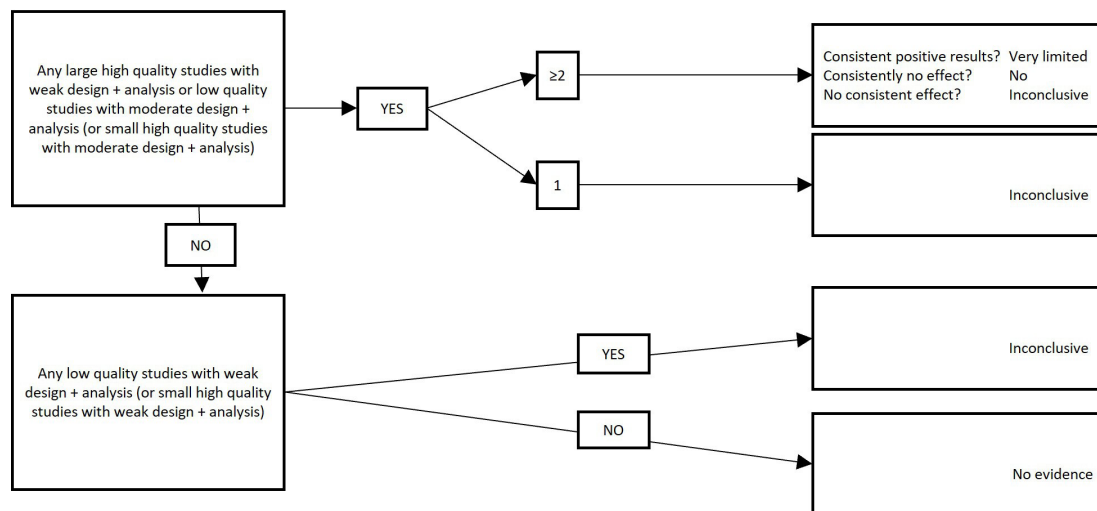 Any large high quality studies with
weak design + analysis or low quality
studies with moderate design +
analysis (or small high quality studies
with moderate design + analysis)
YES
≥2
Consistent positive results? Very limited
Consistently no effect? No
No consistent effect? Inconclusive
1
Inconclusive
NO
Any low quality studies with weak
design + analysis (or small high quality
studies with weak design + analysis)
YES
Inconclusive
NO
No evidence